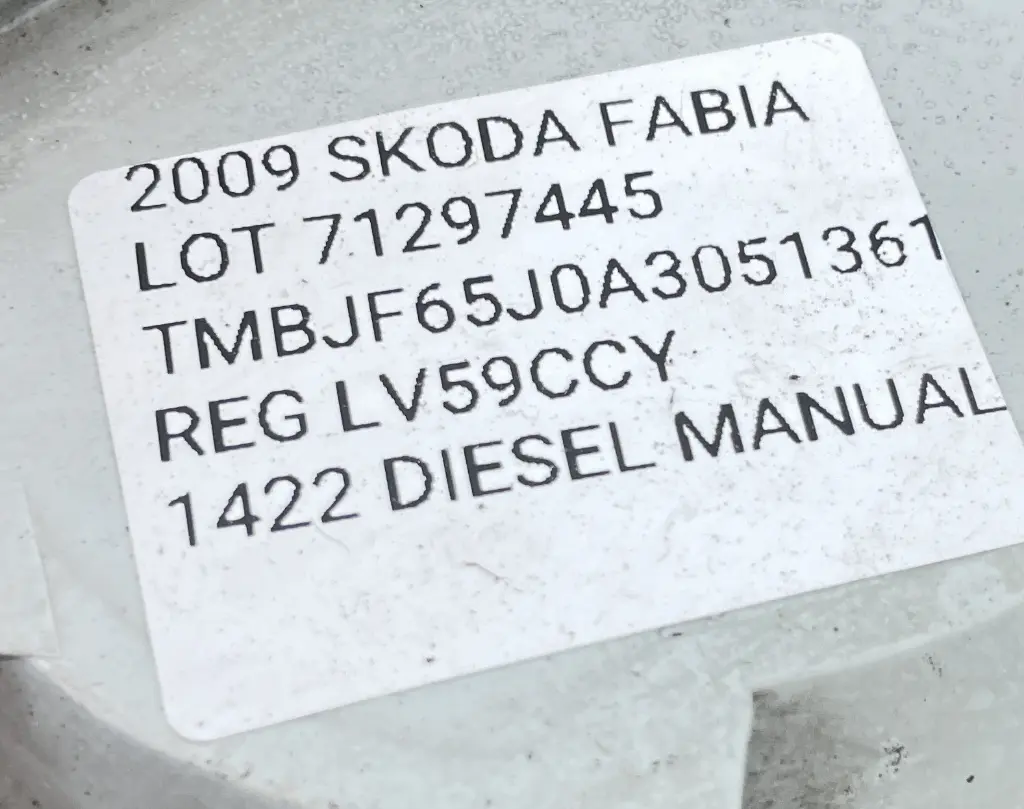 2009 SKODA FABIA
LOT 71297445
TMBJF65J0A3051361
REG LV59CCY
1422 DIESEL MANUAL